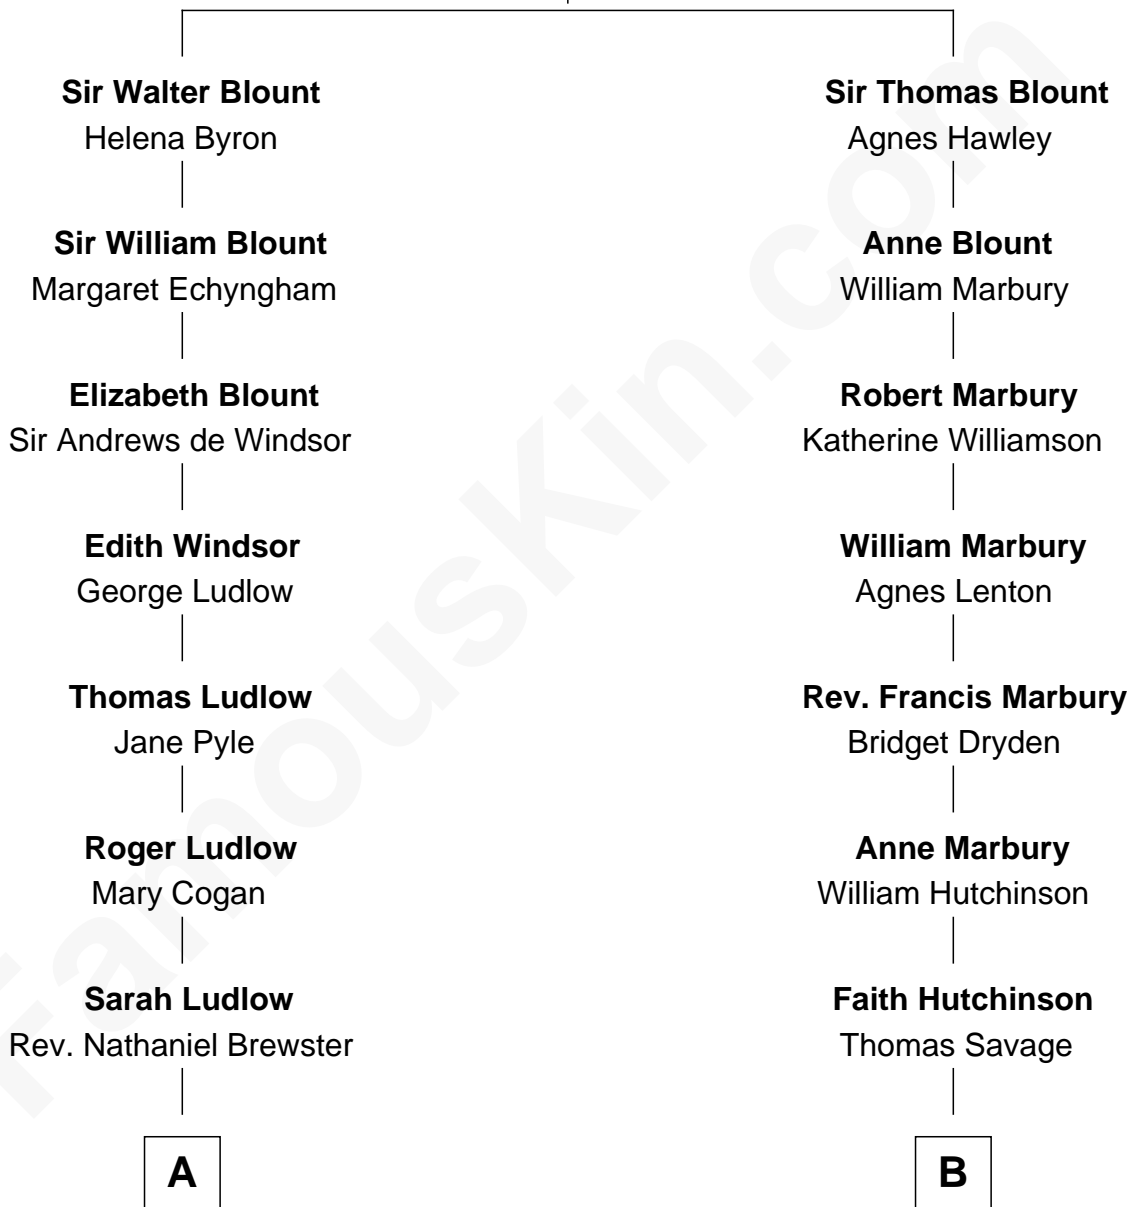 Sir Walter Blount
Helena Byron
Sir William Blount
Margaret Echyngham
Elizabeth Blount
Sir Andrews de Windsor
Edith Windsor
George Ludlow
Thomas Ludlow
Jane Pyle
Roger Ludlow
Mary Cogan
Sarah Ludlow
Rev. Nathaniel Brewster
A
Sir Thomas Blount
Agnes Hawley
Anne Blount
William Marbury
Robert Marbury
Katherine Williamson
William Marbury
Agnes Lenton
Rev. Francis Marbury
Bridget Dryden
Anne Marbury
William Hutchinson
Faith Hutchinson
Thomas Savage
B
FamousKin.com